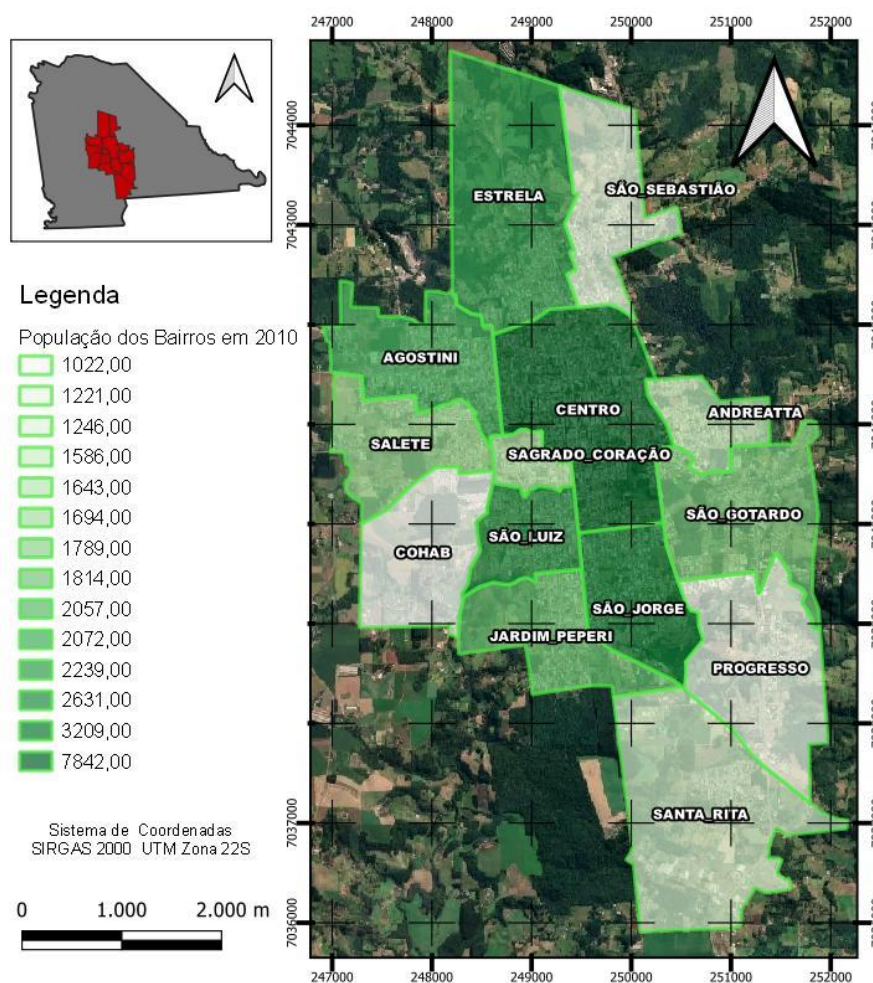 247000 248000 249000 250000 251000 252000
7044000
7043000
ESTRELA
SÃO_SEBASTIÃO
AGOSTINI
CENTRO
ANDREATTA
SALETE
SAGRADO_CORAÇÃO
SÃO_GOTARDO
SÃO_LUIZ
COHAB
SÃO_JORGE
JARDIM_PEPERI
PROGRESSO
SANTA_RITA
7037000
7036000
247000 248000 249000 250000 251000 252000
Legenda
População dos Bairros em 2010
1022,00
1221,00
1246,00
1586,00
1643,00
1694,00
1789,00
1814,00
2057,00
2072,00
2239,00
2631,00
3209,00
7842,00
Sistema de Coordenadas
SIRGAS 2000 UTM Zona 22S
0 1.000 2.000 m